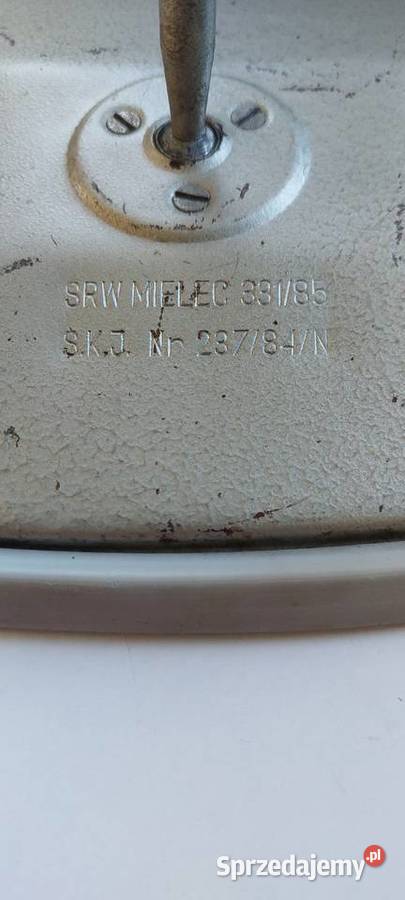 SRW MIELEC 331/85
S.K.J. Nr 237/84/N
Sprzedajemy.pl